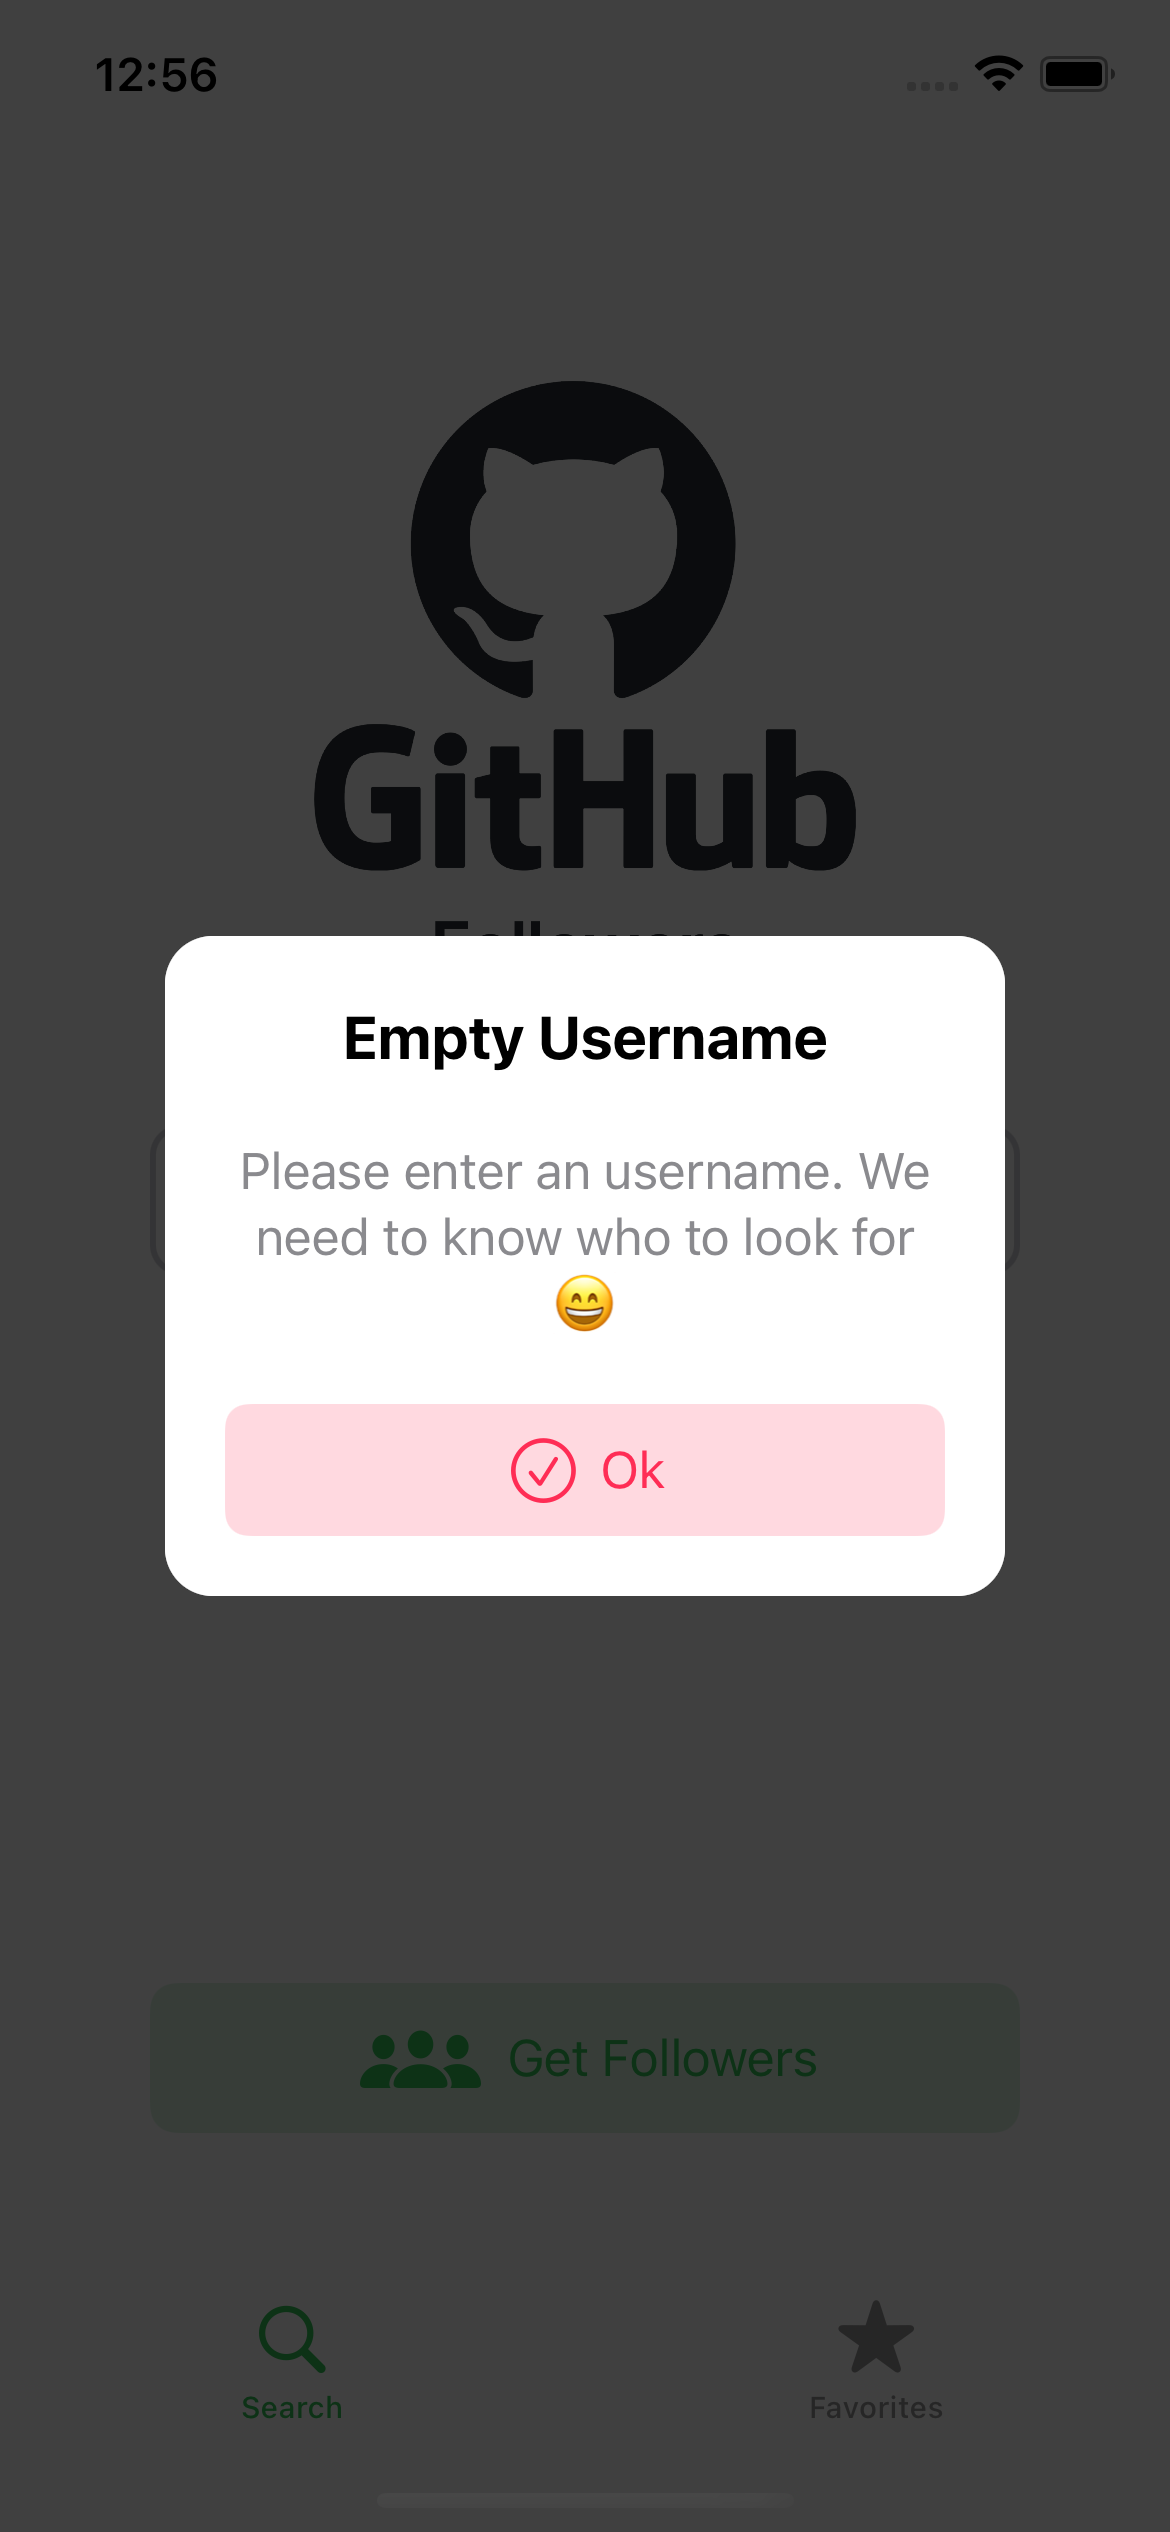 12:56
GitHub
Followers
Empty Username
Please enter an username. We
need to know who to look for
😄
Ok
Get Followers
Search
Favorites